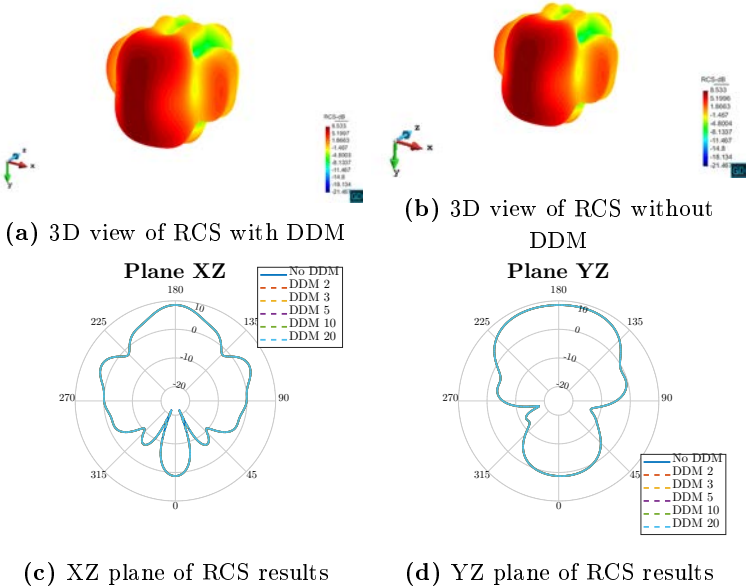 RCS-dB
8.533
5.1997
1.8663
-1.467
-4.8004
-8.1337
-11.467
-14.8
-18.134
z
x
y
(a) 3D view of RCS with DDM
RCS-dB
8.533
5.1996
1.8663
-1.467
-4.8004
-8.1337
-11.467
-14.8
-18.134
z
x
y
(b) 3D view of RCS without
DDM
Plane XZ
No DDM
DDM 2
DDM 3
DDM 5
DDM 10
DDM 20
180
225
135
270
90
315
45
0
10
0
-10
-20
(c) XZ plane of RCS results
Plane YZ
180
225
135
270
90
315
45
0
10
0
-10
-20
No DDM
DDM 2
DDM 3
DDM 5
DDM 10
DDM 20
(d) YZ plane of RCS results